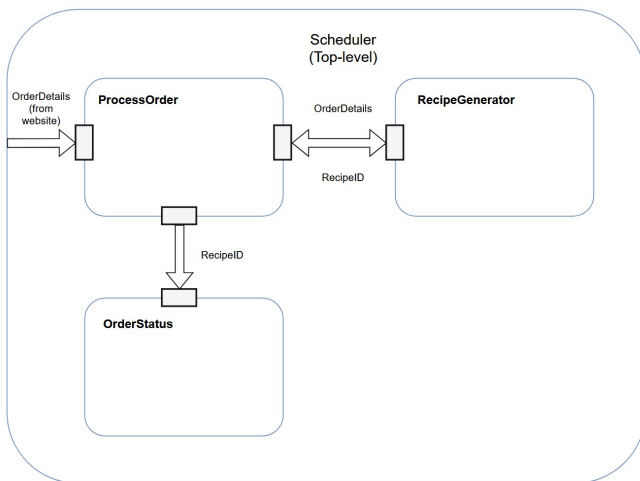 Scheduler
(Top-level)
OrderDetails
(from
website)
ProcessOrder
OrderDetails
RecipeID
RecipeGenerator
RecipeID
OrderStatus